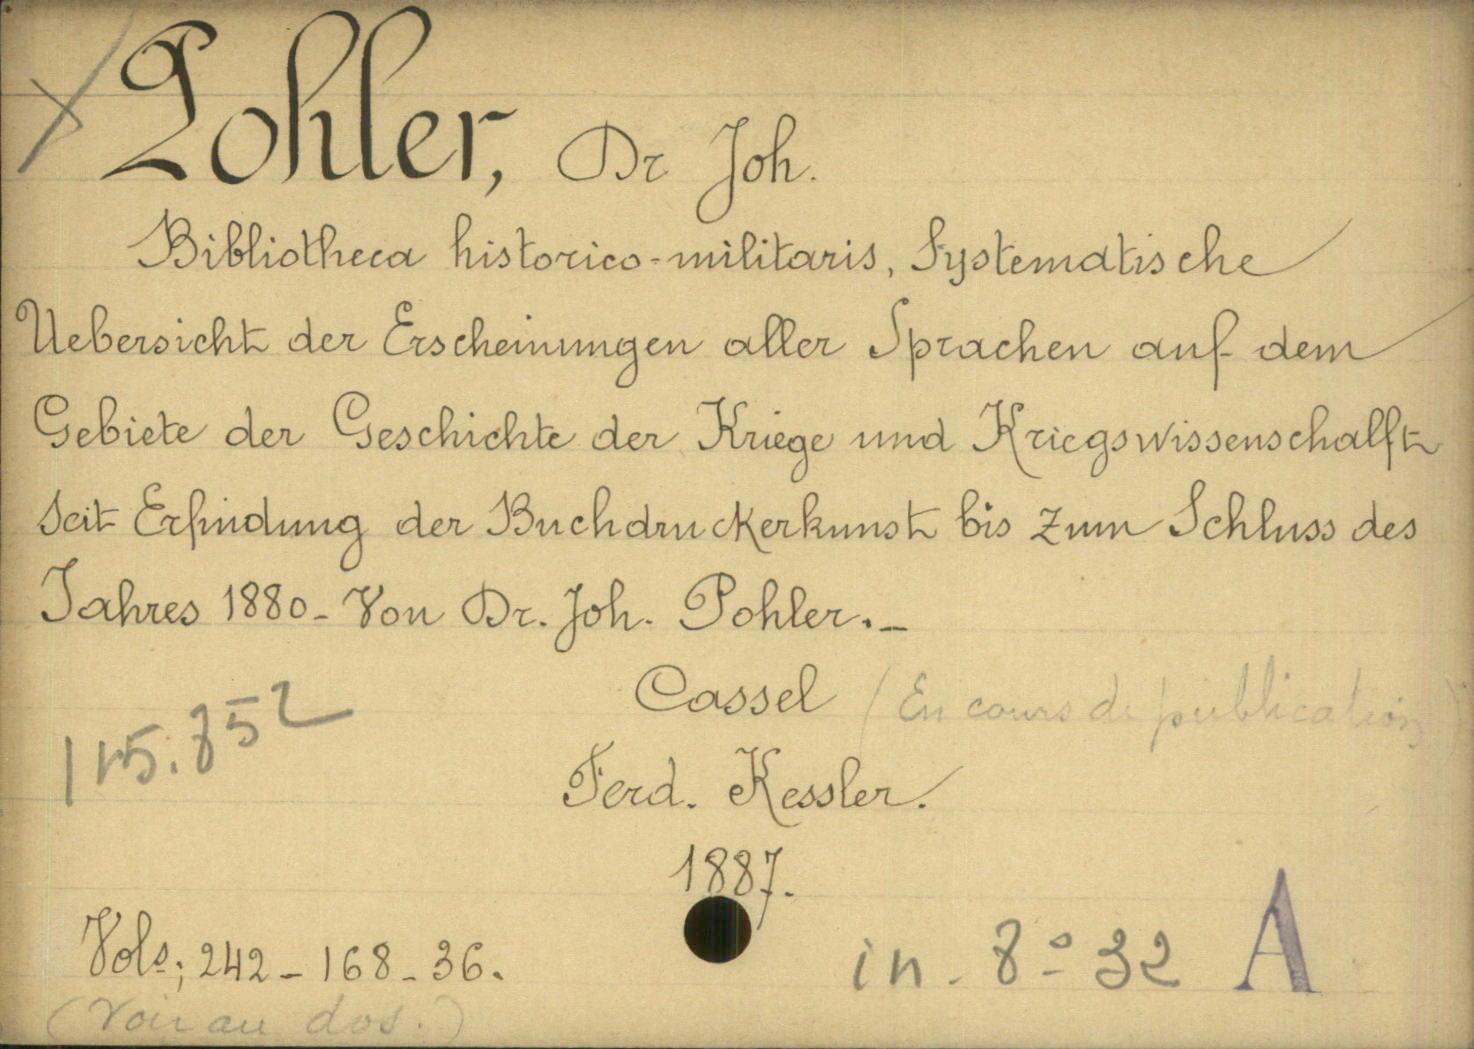 Pohler, Dr Joh.
Bibliotheca historico-militaris, Systematische
Uebersicht der Erscheinungen aller Sprachen auf dem
Gebiete der Geschichte der Kriege und Kriegswissenschalft
seit Erfindung der Buchdruckerkunst bis zum Schluss des
Jahres 1880 - Von Dr. Joh. Pohler. _
Cassel (En cours de publication)
115.852
Ferd. Kessler.
1887.
Vols; 242 - 168 - 36.
in - 8º 32 A
(Voir au dos.)